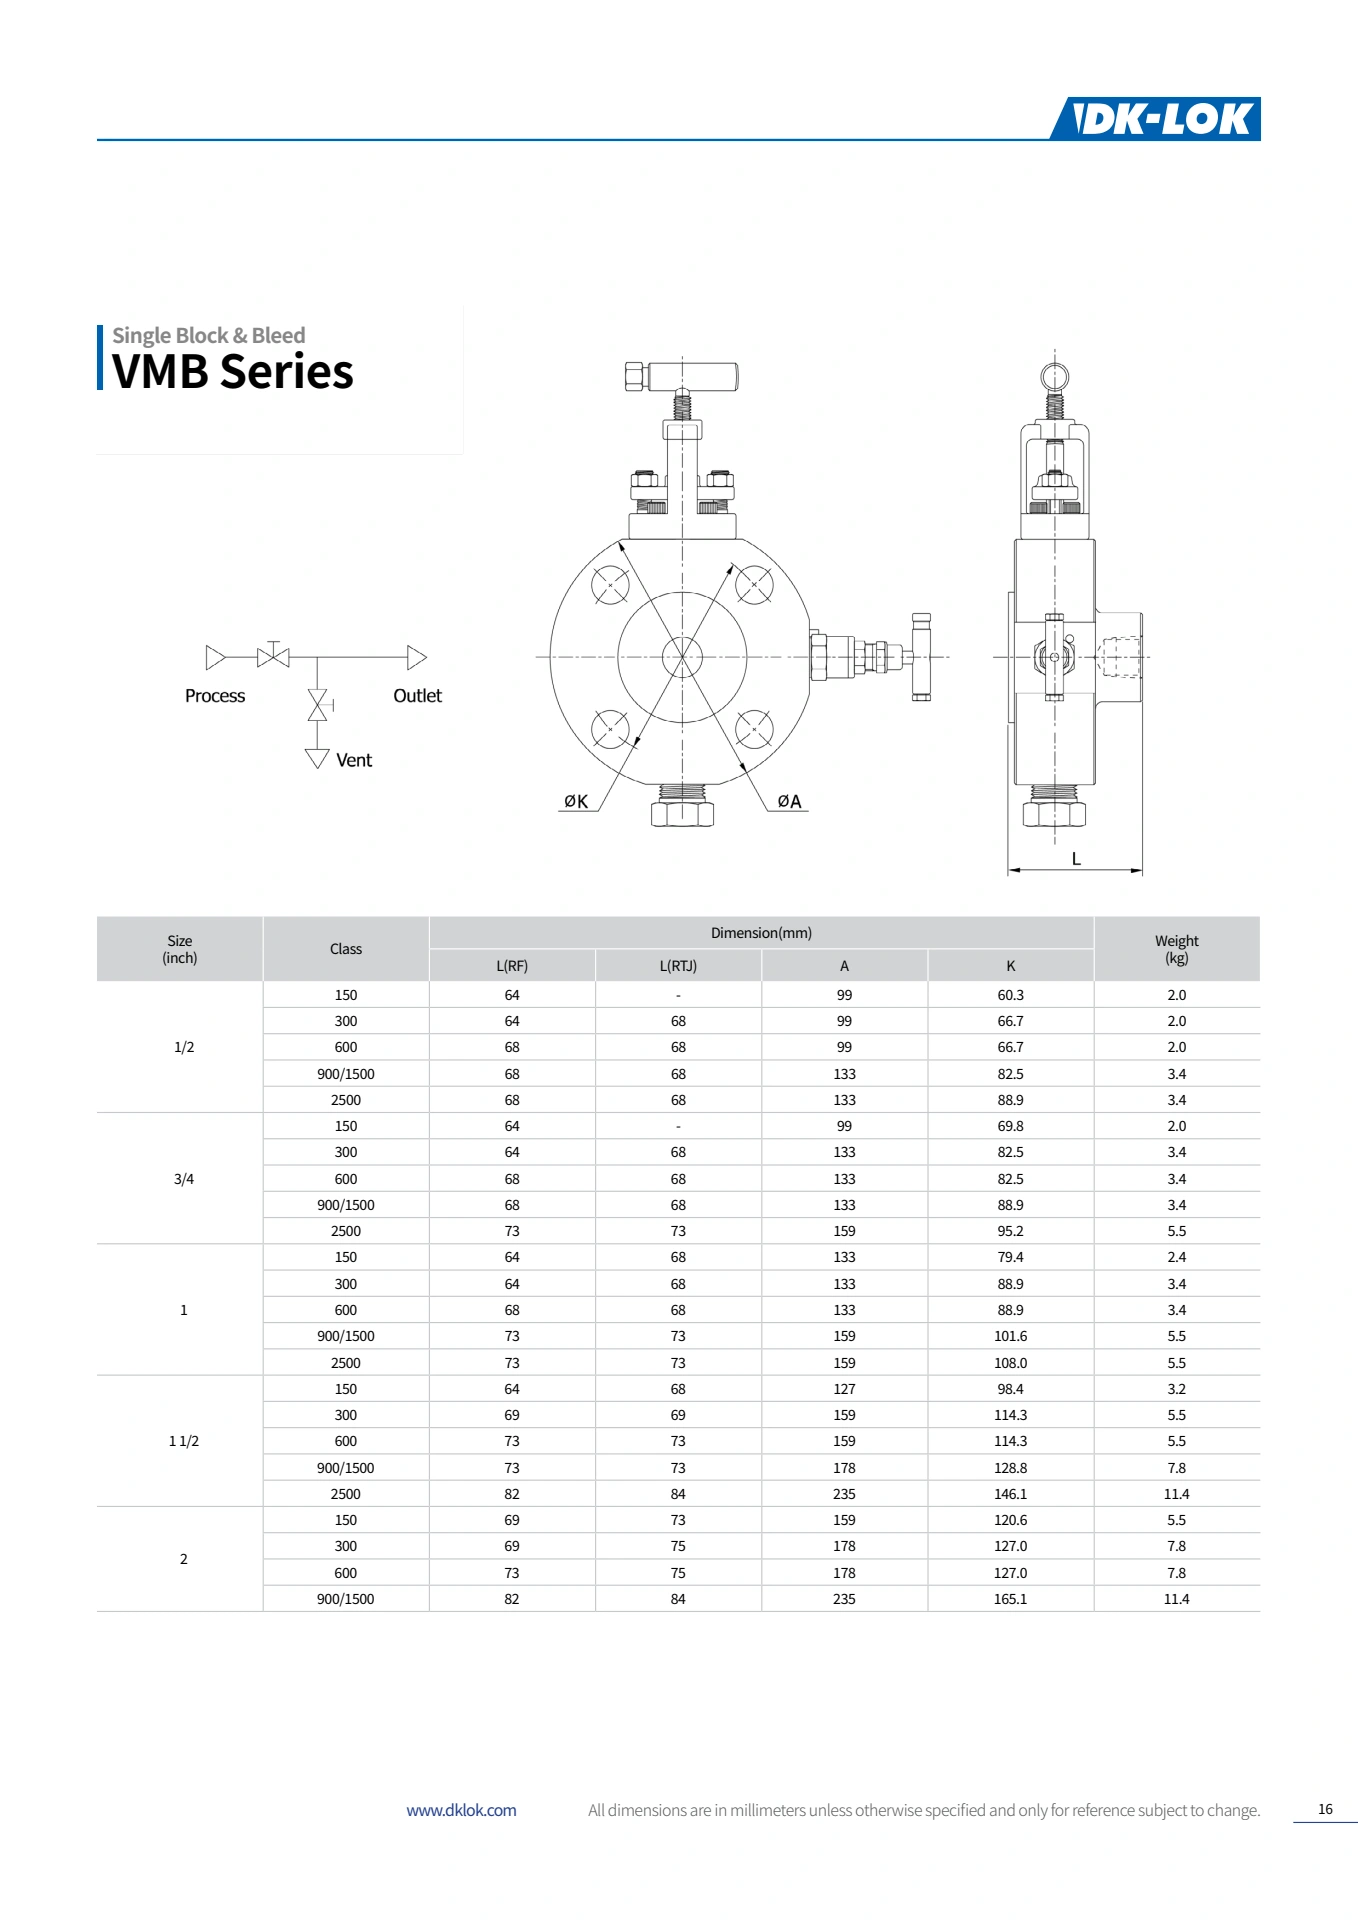 DK-LOK
Single Block & Bleed
VMB Series
Process
Outlet
Vent
ØK
ØA
L
Size
(inch)
Class
Dimension(mm)
Weight
(kg)
L(RF) L(RTJ) A K
1/2
150 64 - 99 60.3 2.0
300 64 68 99 66.7 2.0
600 68 68 99 66.7 2.0
900/1500 68 68 133 82.5 3.4
2500 68 68 133 88.9 3.4
3/4
150 64 - 99 69.8 2.0
300 64 68 133 82.5 3.4
600 68 68 133 82.5 3.4
900/1500 68 68 133 88.9 3.4
2500 73 73 159 95.2 5.5
1
150 64 68 133 79.4 2.4
300 64 68 133 88.9 3.4
600 68 68 133 88.9 3.4
900/1500 73 73 159 101.6 5.5
2500 73 73 159 108.0 5.5
1 1/2
150 64 68 127 98.4 3.2
300 69 69 159 114.3 5.5
600 73 73 159 114.3 5.5
900/1500 73 73 178 128.8 7.8
2500 82 84 235 146.1 11.4
2
150 69 73 159 120.6 5.5
300 69 75 178 127.0 7.8
600 73 75 178 127.0 7.8
900/1500 82 84 235 165.1 11.4
www.dklok.com
All dimensions are in millimeters unless otherwise specified and only for reference subject to change.
16